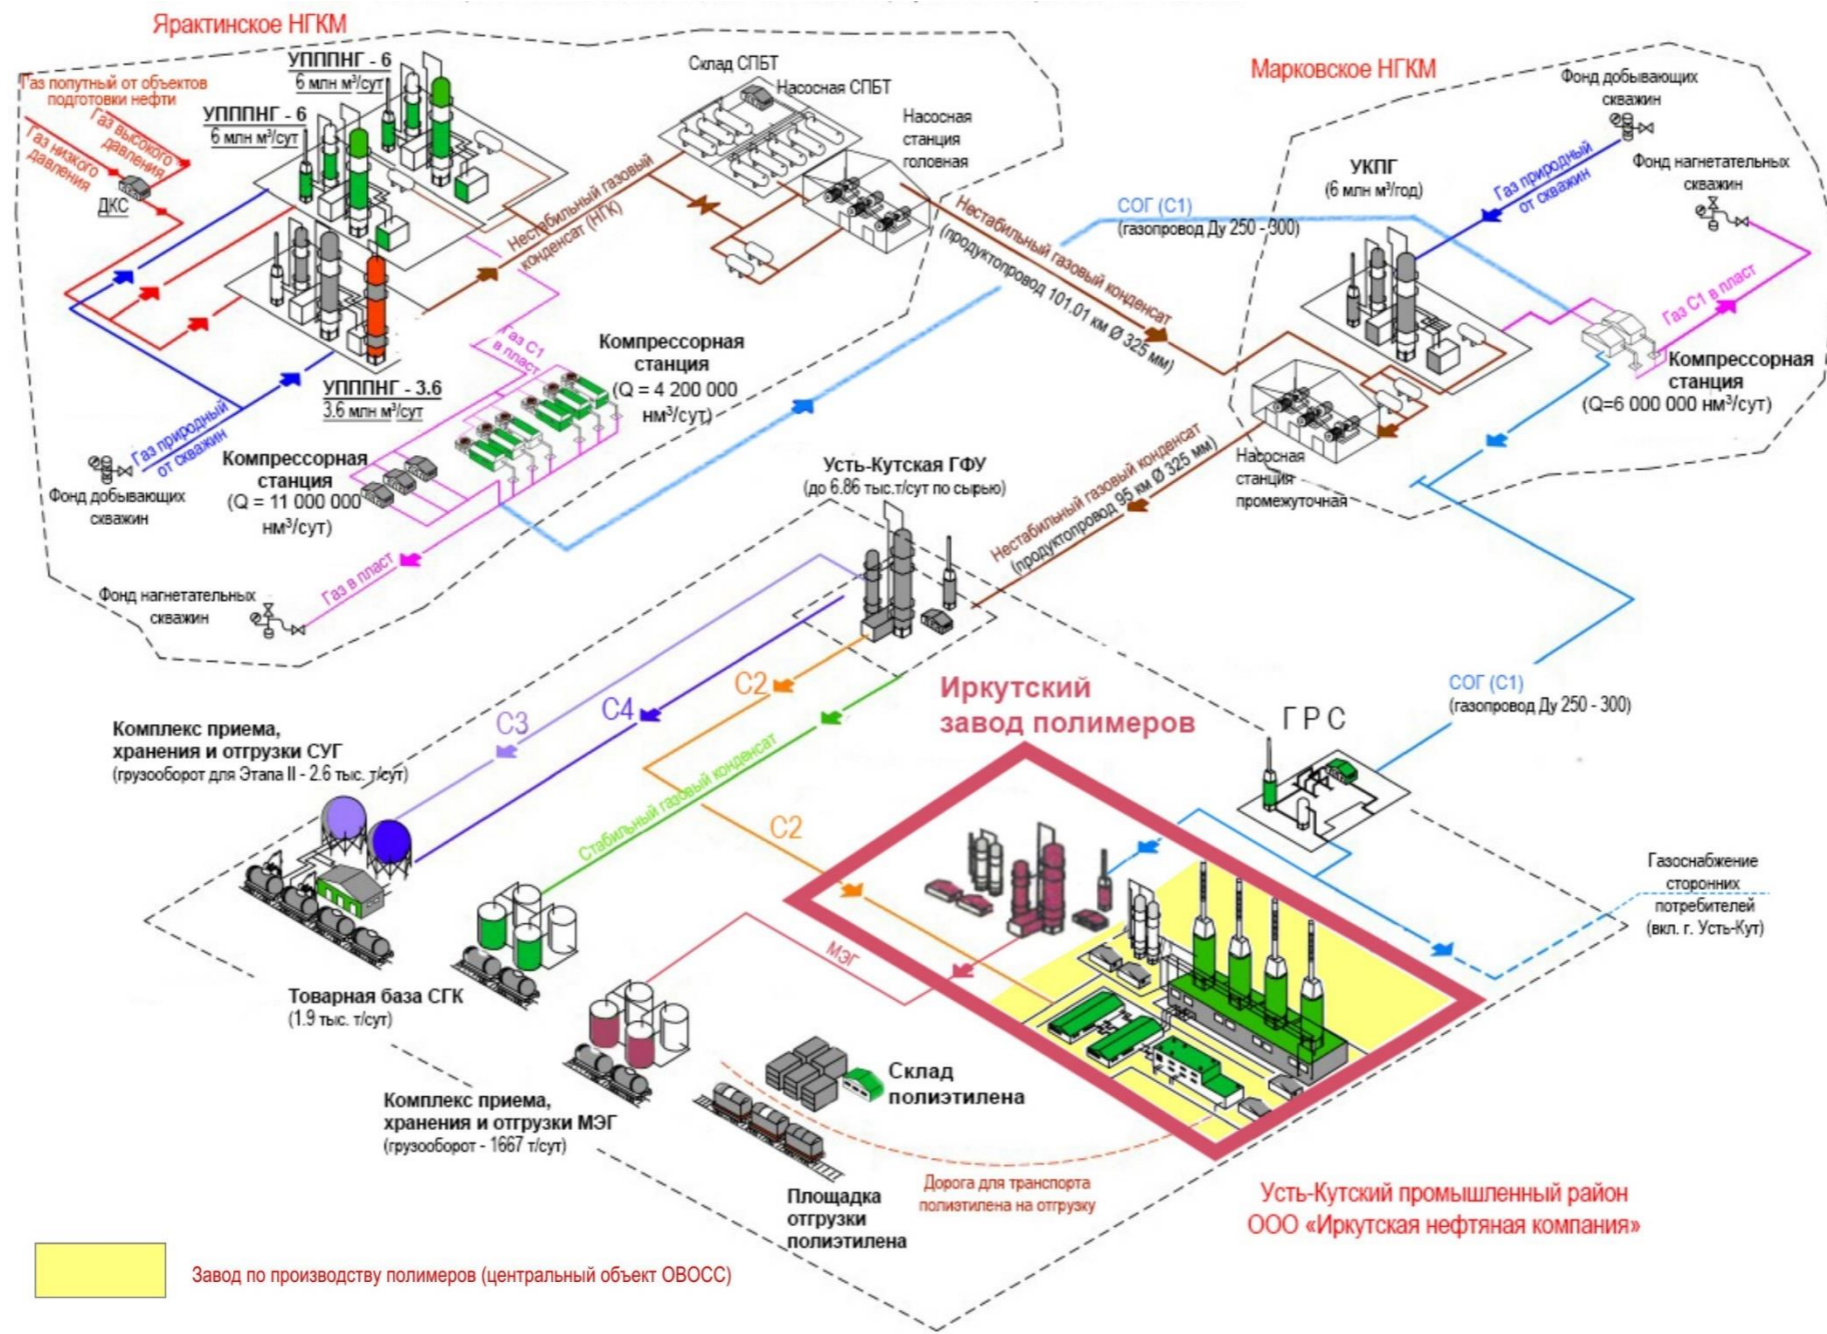 Ярактинское НГКМ
УПППНГ - 6
6 млн м³/сут
УПППНГ - 6
6 млн м³/сут
Газ попутный от объектов
подготовки нефти
Газ высокого
давления
Газ низкого
давления
ДКС
Склад СПБТ
Насосная СПБТ
Насосная
станция
головная
Нестабильный газовый
конденсат (НГК)
УПППНГ - 3.6
3.6 млн м³/сут
Газ природный
от скважин
Фонд добывающих
скважин
Газ С1
в пласт
Компрессорная
станция
(Q = 4 200 000
нм³/сут)
Компрессорная
станция
(Q = 11 000 000
нм³/сут)
Газ в пласт
Фонд нагнетательных
скважин
Марковское НГКМ
Фонд добывающих
скважин
УКПГ
(6 млн м³/год)
Газ природный
от скважин
Фонд нагнетательных
скважин
СОГ (С1)
(газопровод Ду 250 - 300)
Нестабильный газовый конденсат
(продуктопровод 101.01 км Ø 325 мм)
Газ С1 в пласт
Компрессорная
станция
(Q=6 000 000 нм³/сут)
Насосная
станция
промежуточная
Нестабильный газовый конденсат
(продуктопровод 95 км Ø 325 мм)
Усть-Кутская ГФУ
(до 6.86 тыс.т/сут по сырью)
С3
С4
С2
С2
Стабильный газовый конденсат
Иркутский
завод полимеров
СОГ (С1)
(газопровод Ду 250 - 300)
ГРС
Комплекс приема,
хранения и отгрузки СУГ
(грузооборот для Этапа II - 2.6 тыс. т/сут)
Газоснабжение
сторонних
потребителей
(вкл. г. Усть-Кут)
МЭГ
Товарная база СГК
(1.9 тыс. т/сут)
Комплекс приема,
хранения и отгрузки МЭГ
(грузооборот - 1667 т/сут)
Склад
полиэтилена
Площадка
отгрузки
полиэтилена
Дорога для транспорта
полиэтилена на отгрузку
Усть-Кутский промышленный район
ООО «Иркутская нефтяная компания»
Завод по производству полимеров (центральный объект ОВОСС)